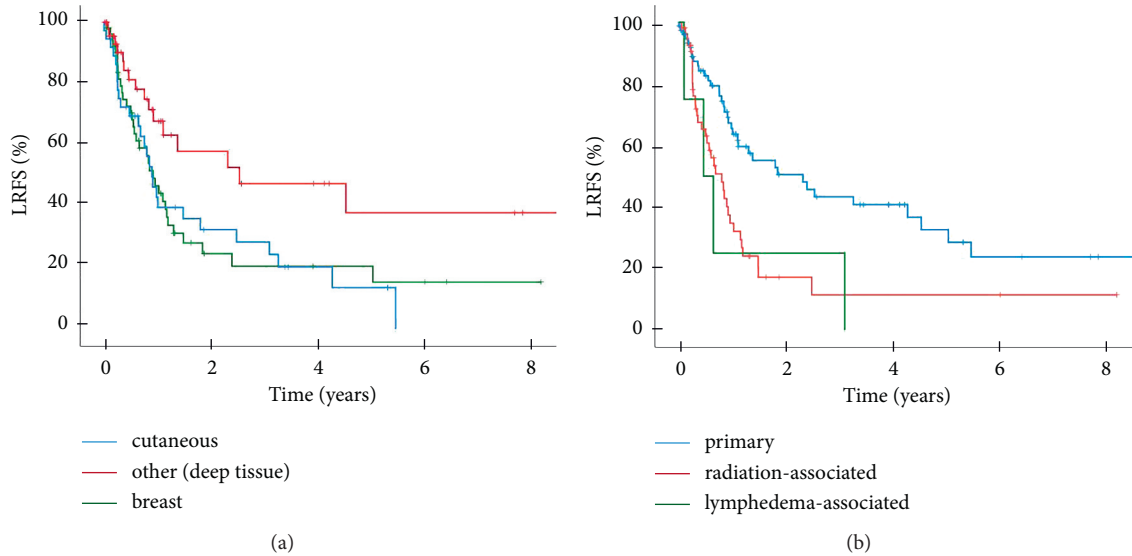 100
80
60
40
20
0
LRFS (%)
0 2 4 6 8
Time (years)
cutaneous
other (deep tissue)
breast
(a)
100
80
60
40
20
0
LRFS (%)
0 2 4 6 8
Time (years)
primary
radiation-associated
lymphedema-associated
(b)